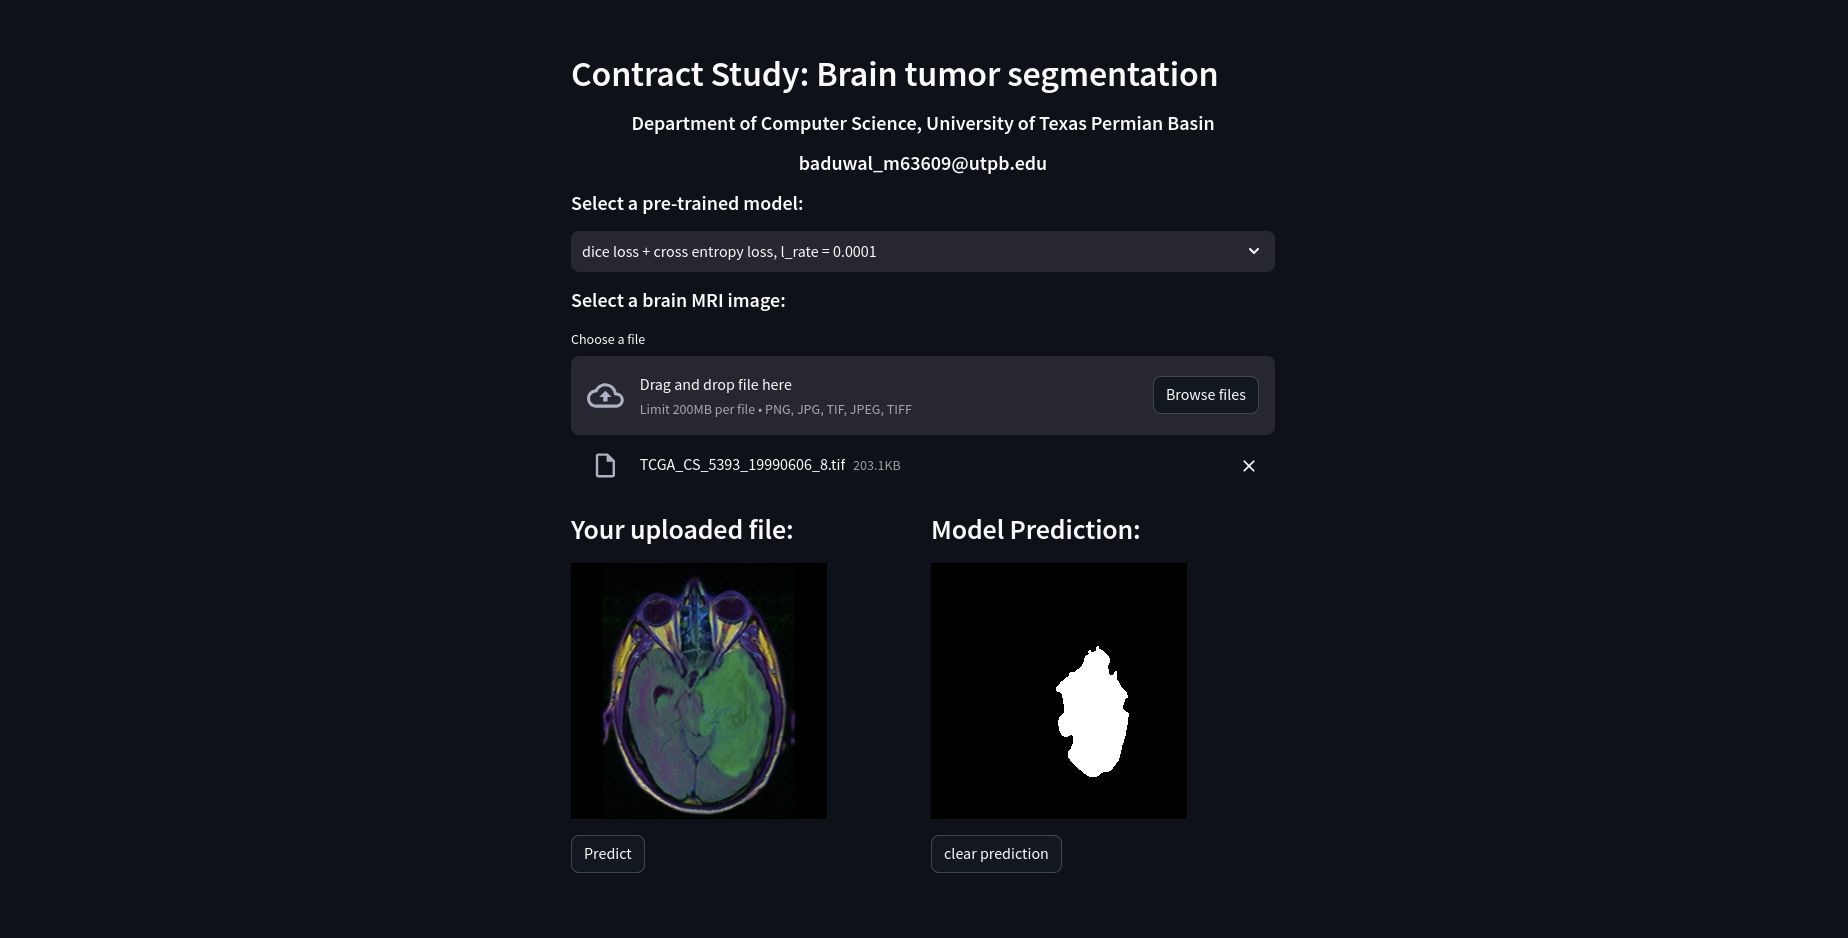 Contract Study: Brain tumor segmentation
Department of Computer Science, University of Texas Permian Basin
baduwal_m63609@utpb.edu
Select a pre-trained model:
dice loss + cross entropy loss, l_rate = 0.0001
Select a brain MRI image:
Choose a file
Drag and drop file here
Limit 200MB per file • PNG, JPG, TIF, JPEG, TIFF
Browse files
TCGA_CS_5393_19990606_8.tif 203.1KB
Your uploaded file:
Model Prediction:
Predict
clear prediction